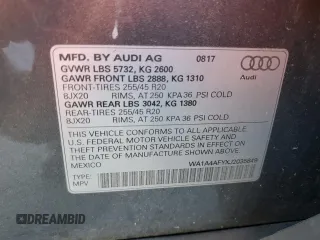 MFD. BY AUDI AG 08 17
GVWR LBS 5732, KG 2600
GAWR FRONT LBS 2888, KG 1310
FRONT-TIRES 255/45 R20
8JX20 RIMS, AT 250 KPA 36 PSI COLD
GAWR REAR LBS 3042, KG 1380
REAR-TIRES 255/45 R20
8JX20 RIMS, AT 250 KPA 36 PSI COLD
THIS VEHICLE CONFORMS TO ALL APPLICABLE
U.S. FEDERAL MOTOR VEHICLE SAFETY AND
THEFT PREVENTION STANDARDS IN EFFECT ON
THE DATE OF MANUFACTURE SHOWN ABOVE.
MEXICO
TYPE:
MPV
Audi
DREAMBID